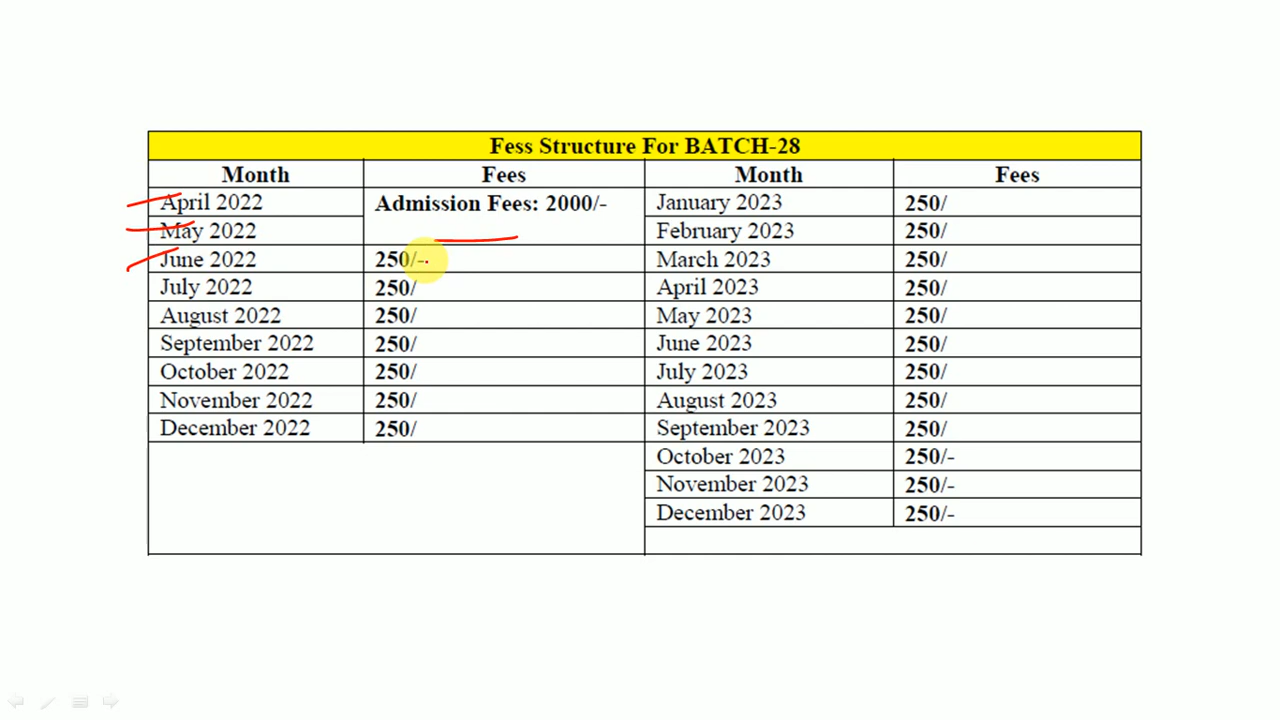 Fess Structure For BATCH-28
Month Fees Month Fees
April 2022 Admission Fees: 2000/- January 2023 250/
May 2022 February 2023 250/
June 2022 250/- March 2023 250/
July 2022 250/ April 2023 250/
August 2022 250/ May 2023 250/
September 2022 250/ June 2023 250/
October 2022 250/ July 2023 250/
November 2022 250/ August 2023 250/
December 2022 250/ September 2023 250/
October 2023 250/-
November 2023 250/-
December 2023 250/-